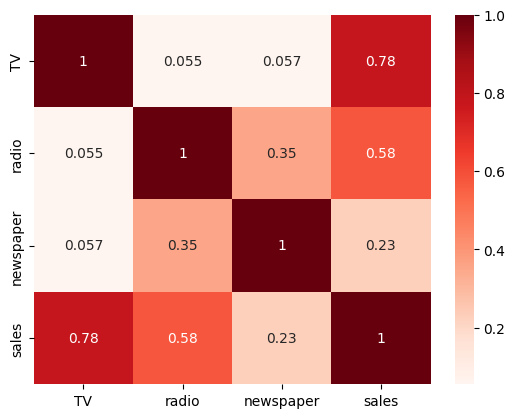 1.0
TV 1 0.055 0.057 0.78
0.8
radio 0.055 1 0.35 0.58
0.6
newspaper 0.057 0.35 1 0.23
0.4
sales 0.78 0.58 0.23 1
0.2
TV radio newspaper sales